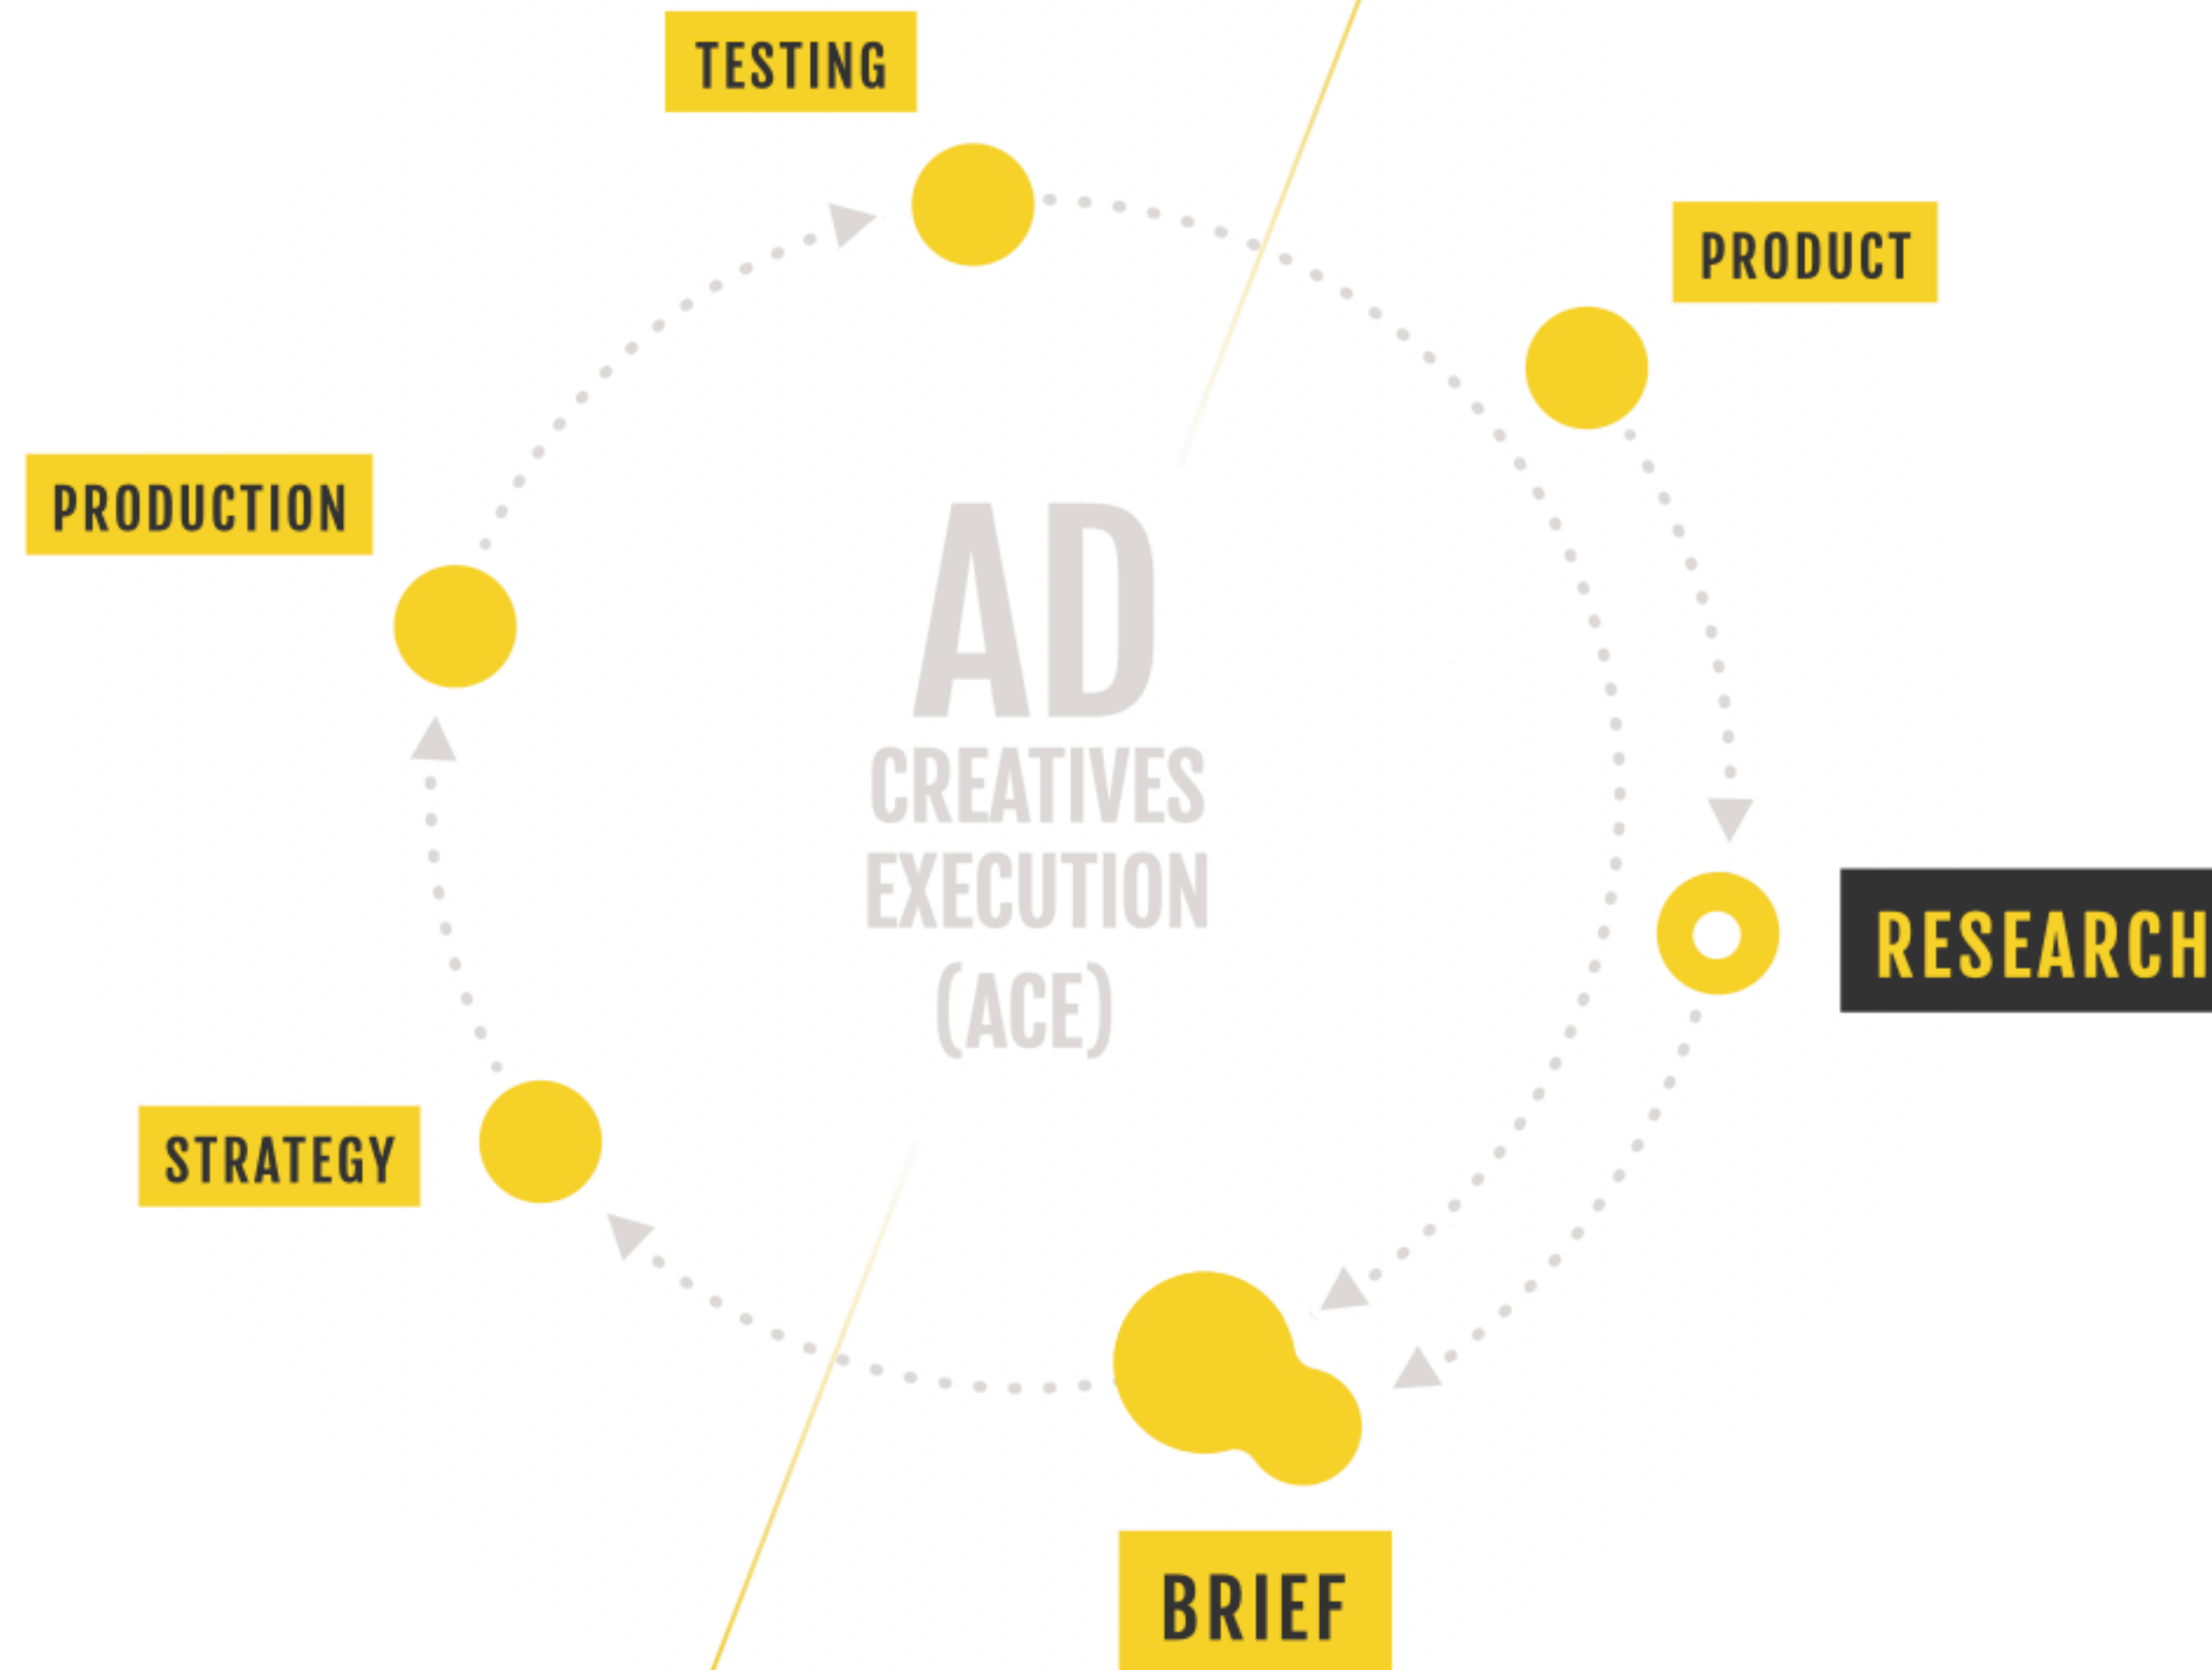 TESTING
PRODUCT
PRODUCTION
AD
CREATIVES
EXECUTION
(ACE)
RESEARCH
STRATEGY
BRIEF